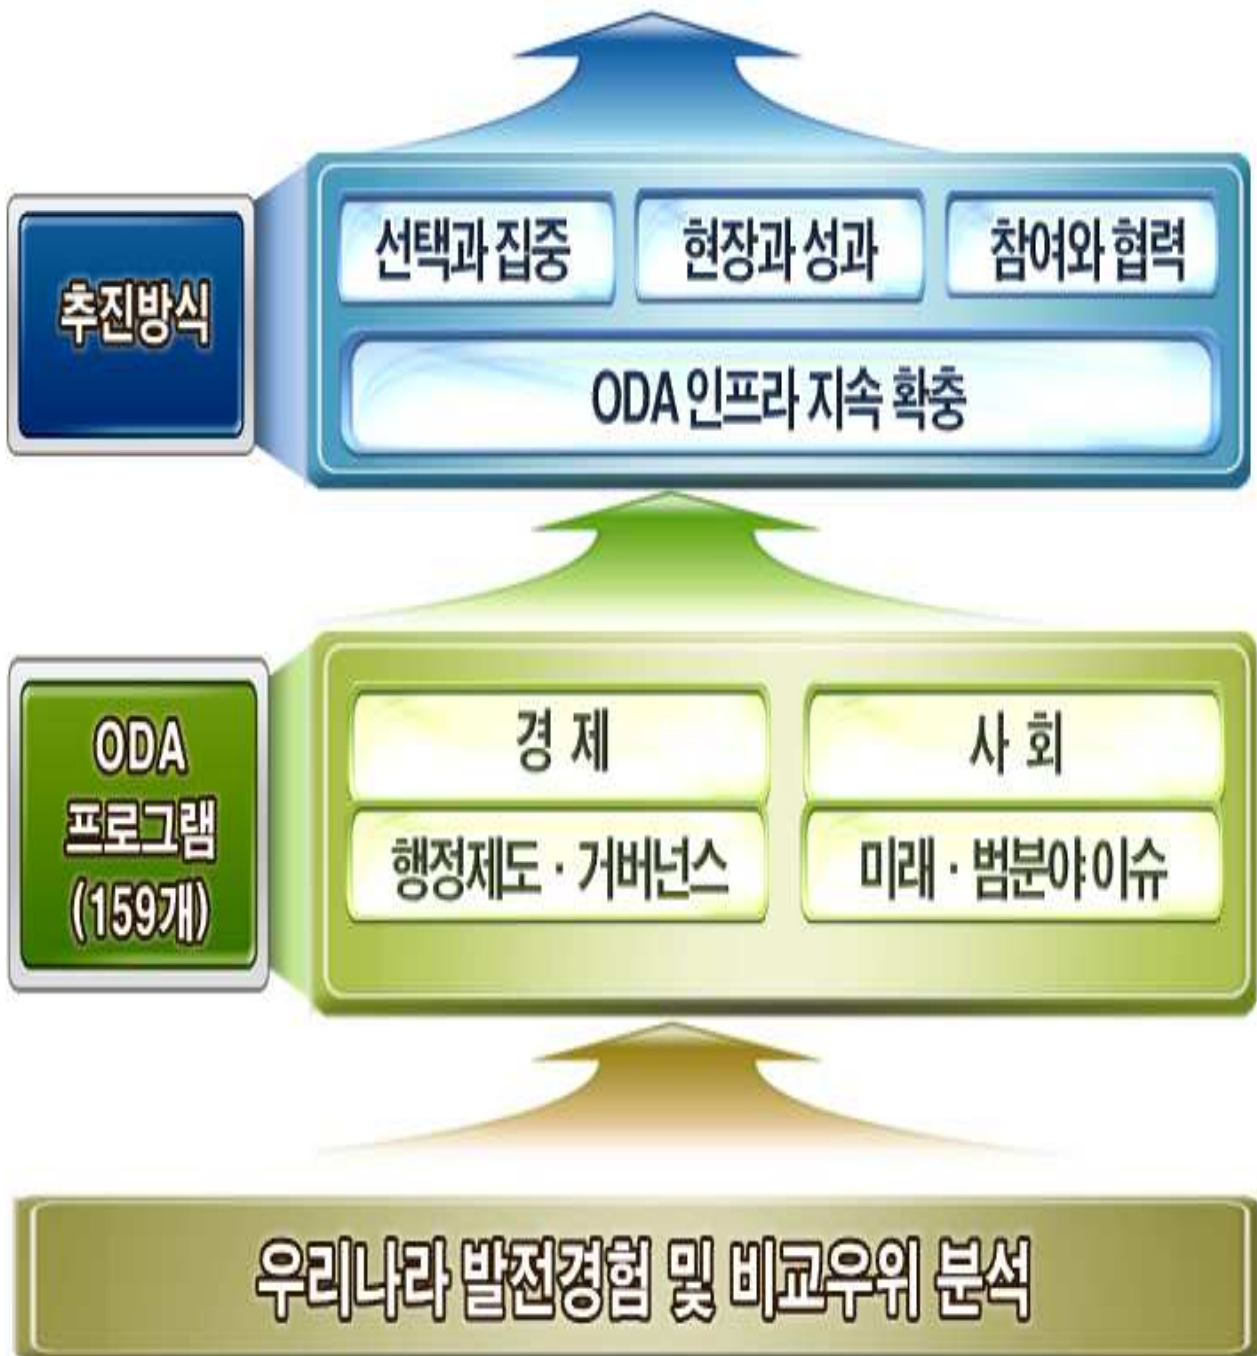 추진방식
선택과 집중
현장과 성과
참여와 협력
ODA 인프라 지속 확충
ODA
프로그램
(159개)
경 제
사 회
행정제도 · 거버넌스
미래 · 범분야 이슈
우리나라 발전경험 및 비교우위 분석